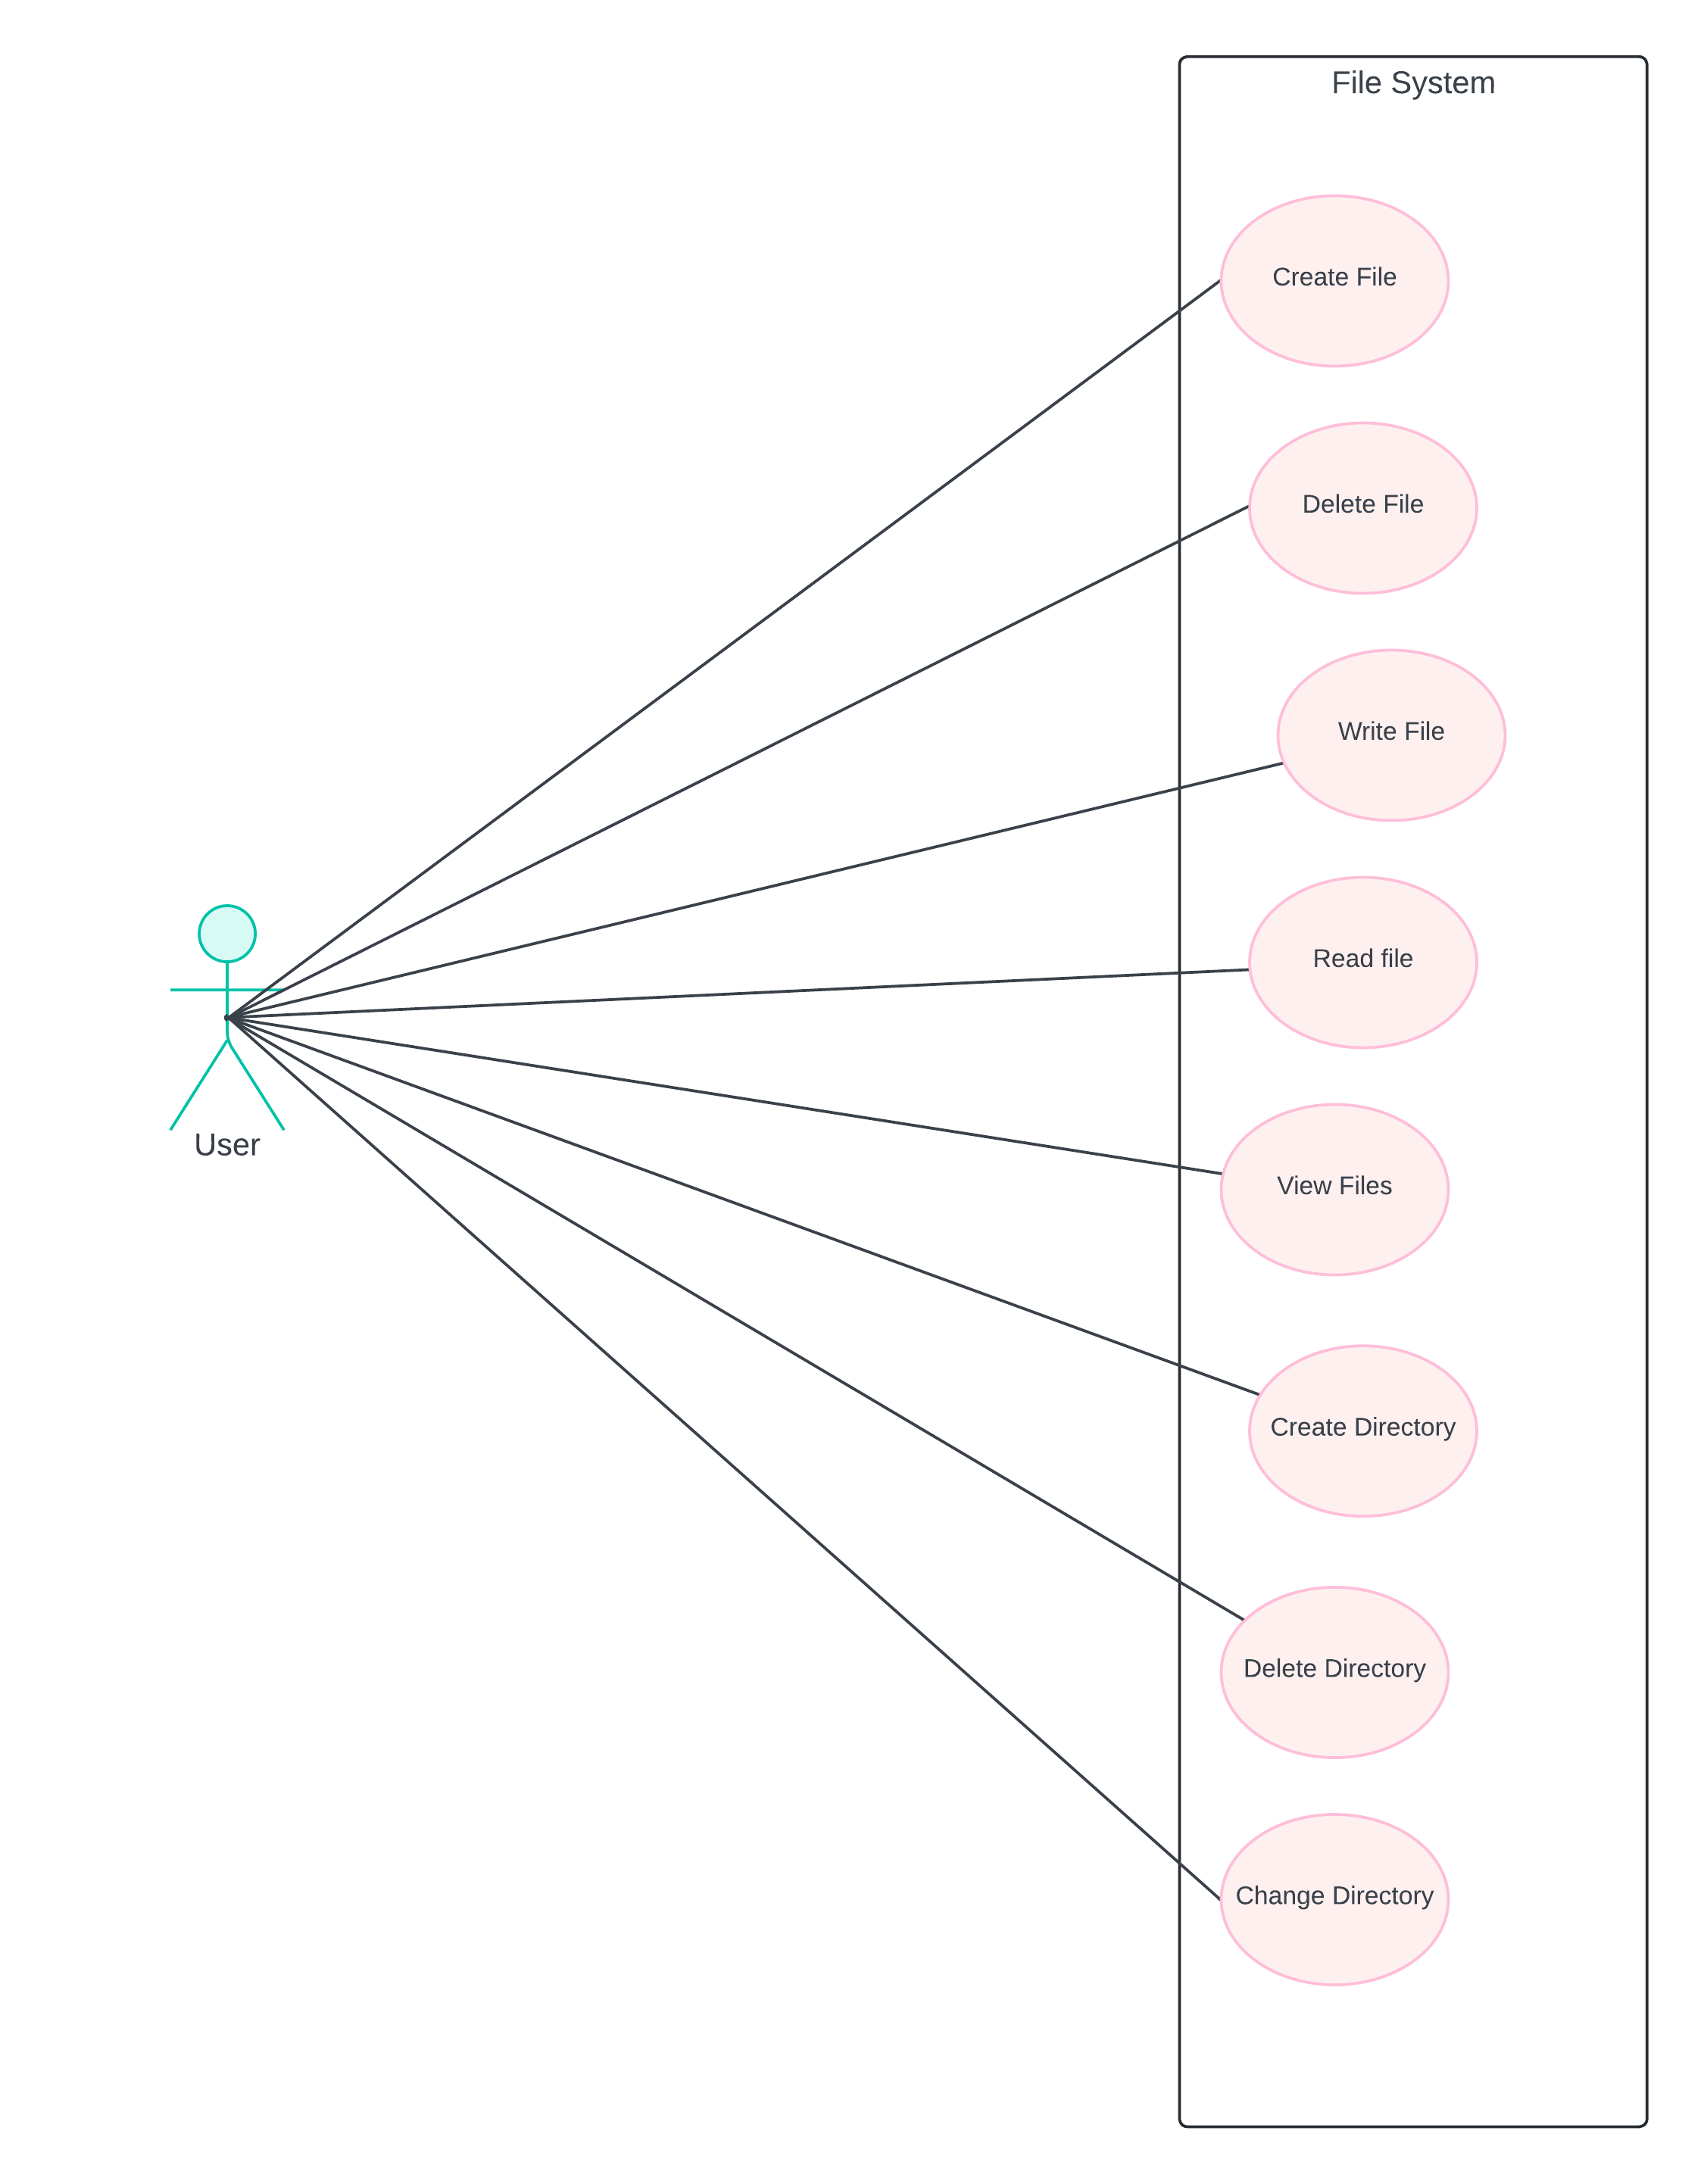 File System
Create File
Delete File
Write File
Read file
User
View Files
Create Directory
Delete Directory
Change Directory